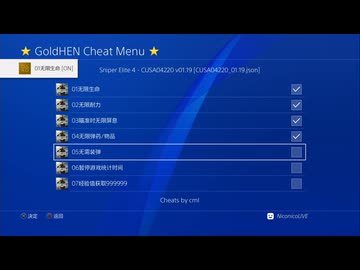 ★ GoldHEN Cheat Menu ★
01无限生命 [ON]
Sniper Elite 4 - CUSA04220 v01.19 [CUSA04220_01.19.json]
01无限生命
02无限耐力
03瞄准时无限屏息
04无限弹药/物品
05无需装弹
06暂停游戏统计时间
07经验值获取999999
Cheats by cml
决定 返回
NiconicoLIVE